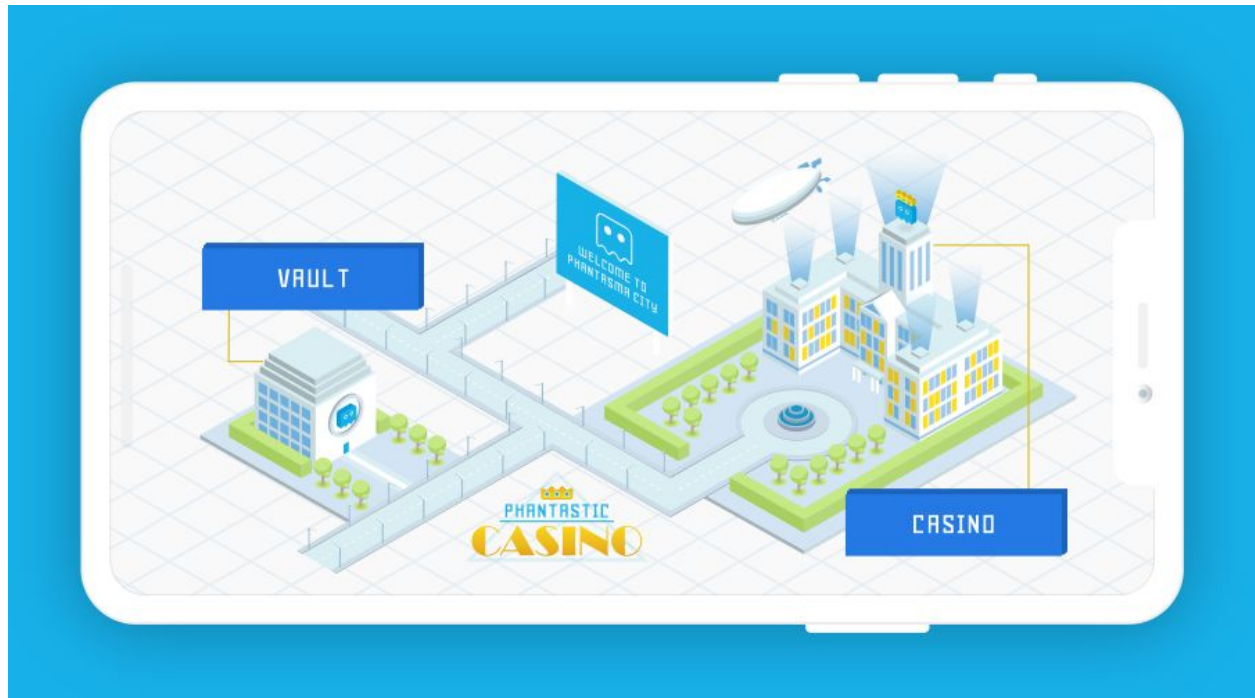 VAULT
WELCOME TO
PHANTASMA CITY
PHANTASTIC
CASINO
CASINO